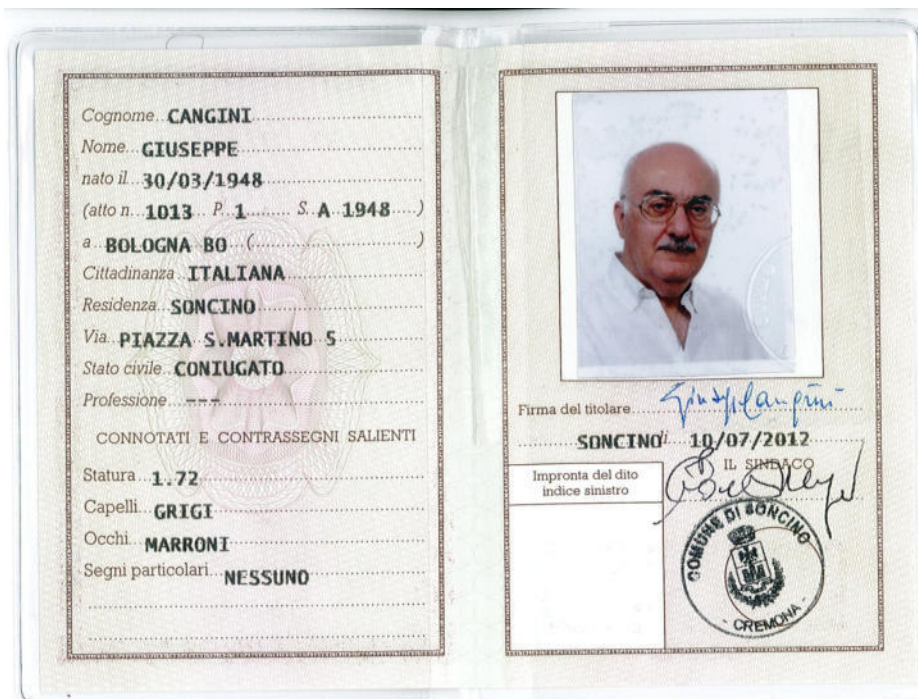 Cognome CANGINI
Nome GIUSEPPE
nato il 30/03/1948
(atto n. 1013 P. 1 S. A 1948 )
a BOLOGNA BO ( )
Cittadinanza ITALIANA
Residenza SONCINO
Via PIAZZA S.MARTINO 5
Stato civile CONIUGATO
Professione ---
CONNOTATI E CONTRASSEGNI SALIENTI
Statura 1.72
Capelli GRIGI
Occhi MARRONI
Segni particolari NESSUNO
Firma del titolare Giusep Cangini
SONCINO li 10/07/2012
IL SINDACO
Impronta del dito
indice sinistro
COMUNE DI SONCINO
- CREMONA -